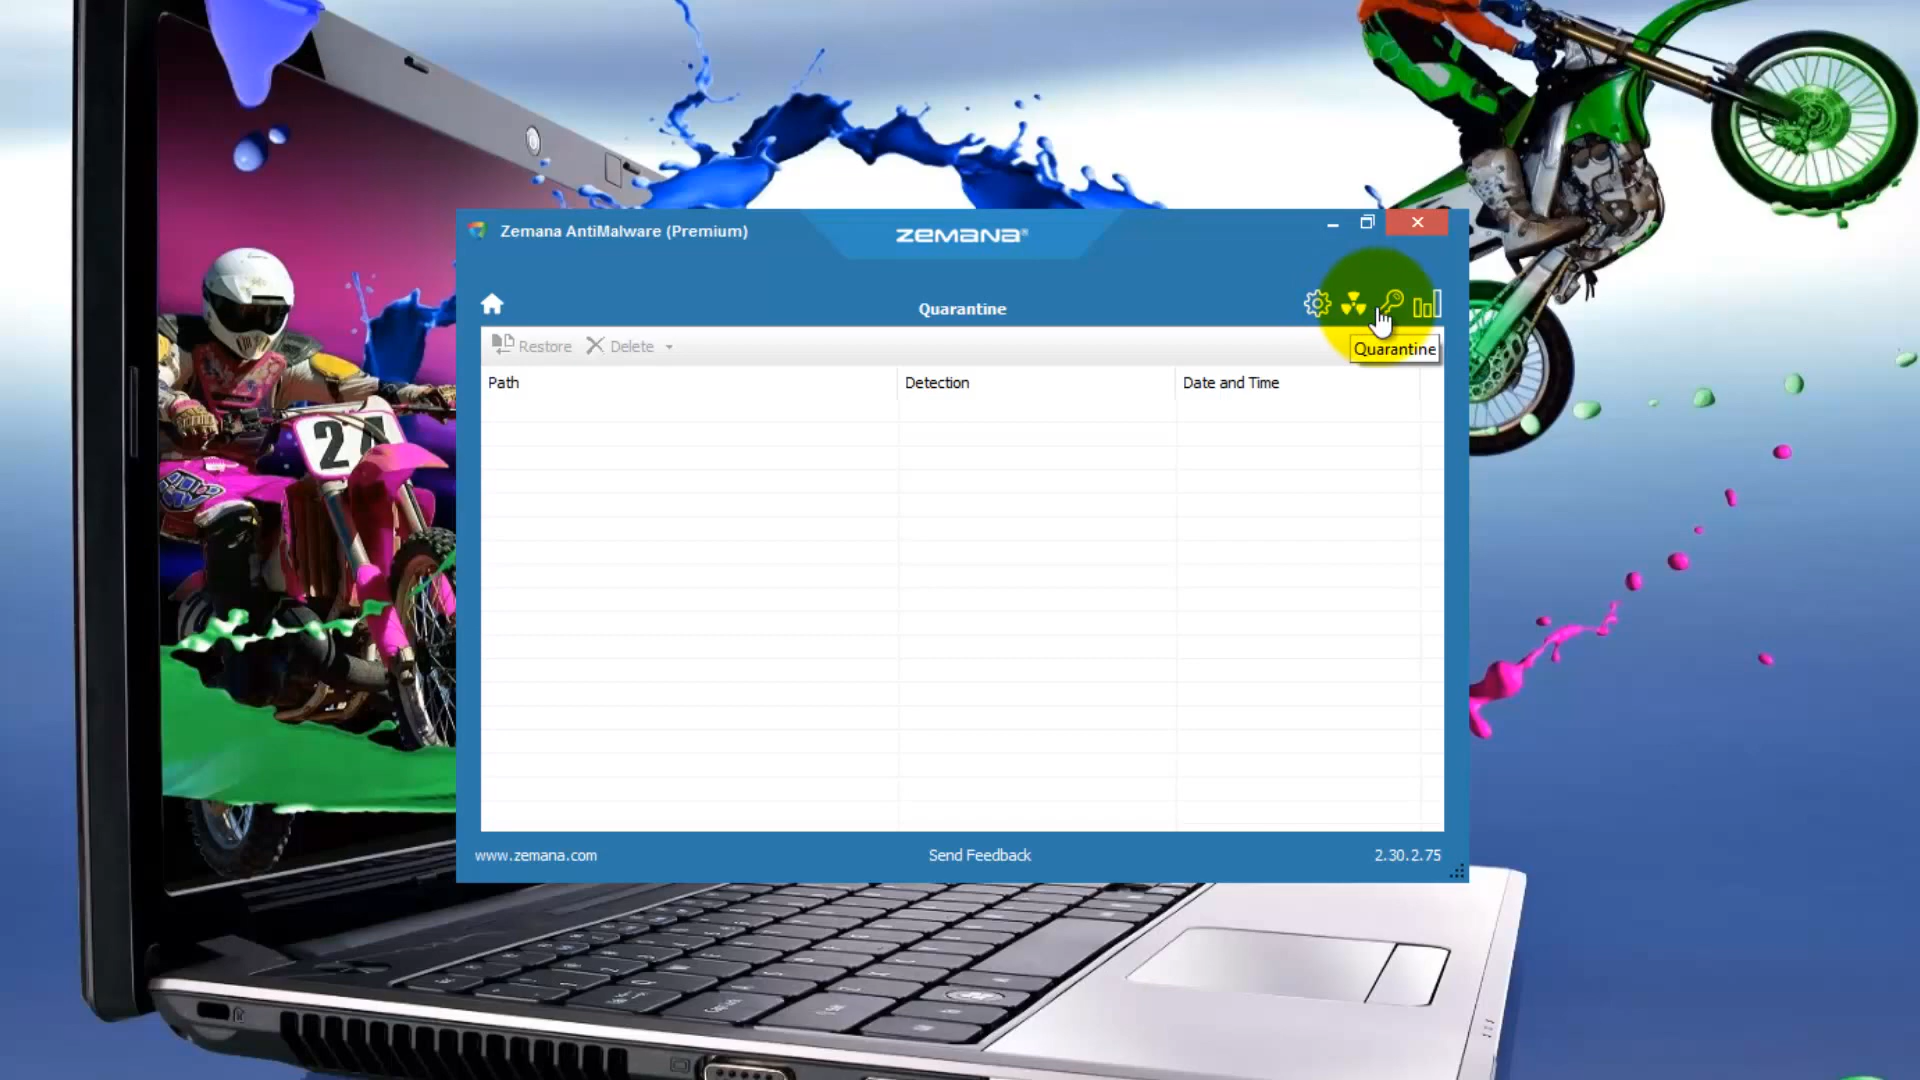 Zemana AntiMalware (Premium)
ZEMANA®
Quarantine
Restore Delete
Quarantine
Path Detection Date and Time
24
www.zemana.com Send Feedback 2.30.2.75